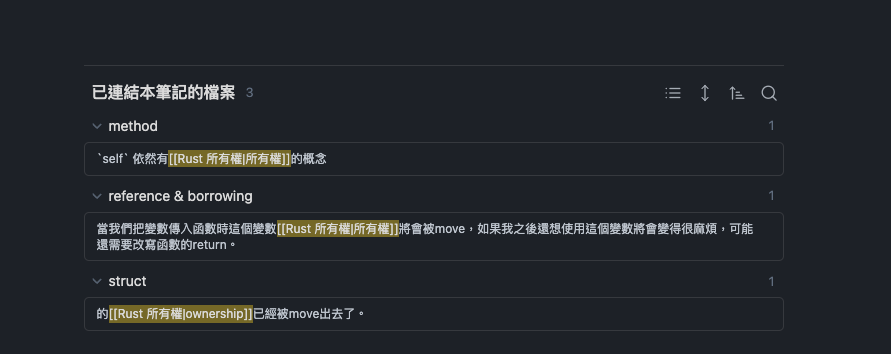 已連結本筆記的檔案 3
method 1
`self` 依然有[[Rust 所有權|所有權]]的概念
reference & borrowing 1
當我們把變數傳入函數時這個變數[[Rust 所有權|所有權]]將會被move，如果我之後還想使用這個變數將會變得很麻煩，可能
還需要改寫函數的return。
struct 1
的[[Rust 所有權|ownership]]已經被move出去了。